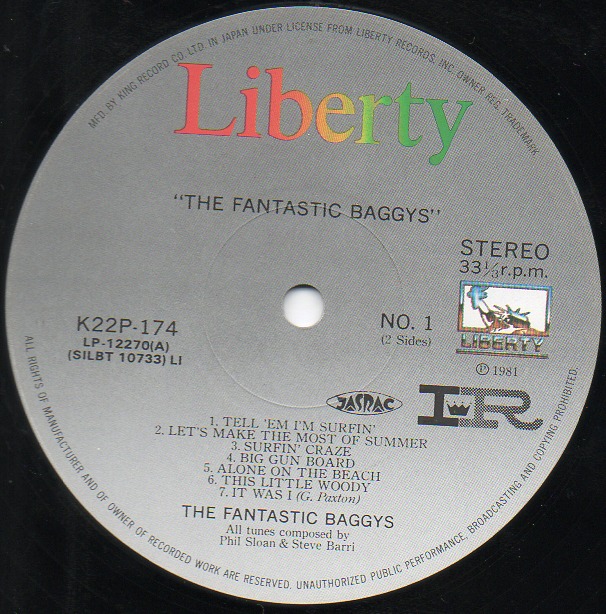 MFD. BY KING RECORD CO. LTD. IN JAPAN UNDER LICENSE FROM LIBERTY RECORDS, INC. OWNER REG. TRADEMARK
Liberty
"THE FANTASTIC BAGGYS"
STEREO
33 1/3 r.p.m.
K22P-174
LP-12270(A)
(SILBT 10733) LI
NO. 1
(2 Sides)
LIBERTY
Ⓟ 1981
JASRAC
IR
1. TELL 'EM I'M SURFIN'
2. LET'S MAKE THE MOST OF SUMMER
3. SURFIN' CRAZE
4. BIG GUN BOARD
5. ALONE ON THE BEACH
6. THIS LITTLE WOODY
7. IT WAS I (G. Paxton)
THE FANTASTIC BAGGYS
All tunes composed by
Phil Sloan & Steve Barri
ALL RIGHTS OF MANUFACTURER AND OF OWNER OF RECORDED WORK ARE RESERVED. UNAUTHORIZED PUBLIC PERFORMANCE, BROADCASTING AND COPYING PROHIBITED.